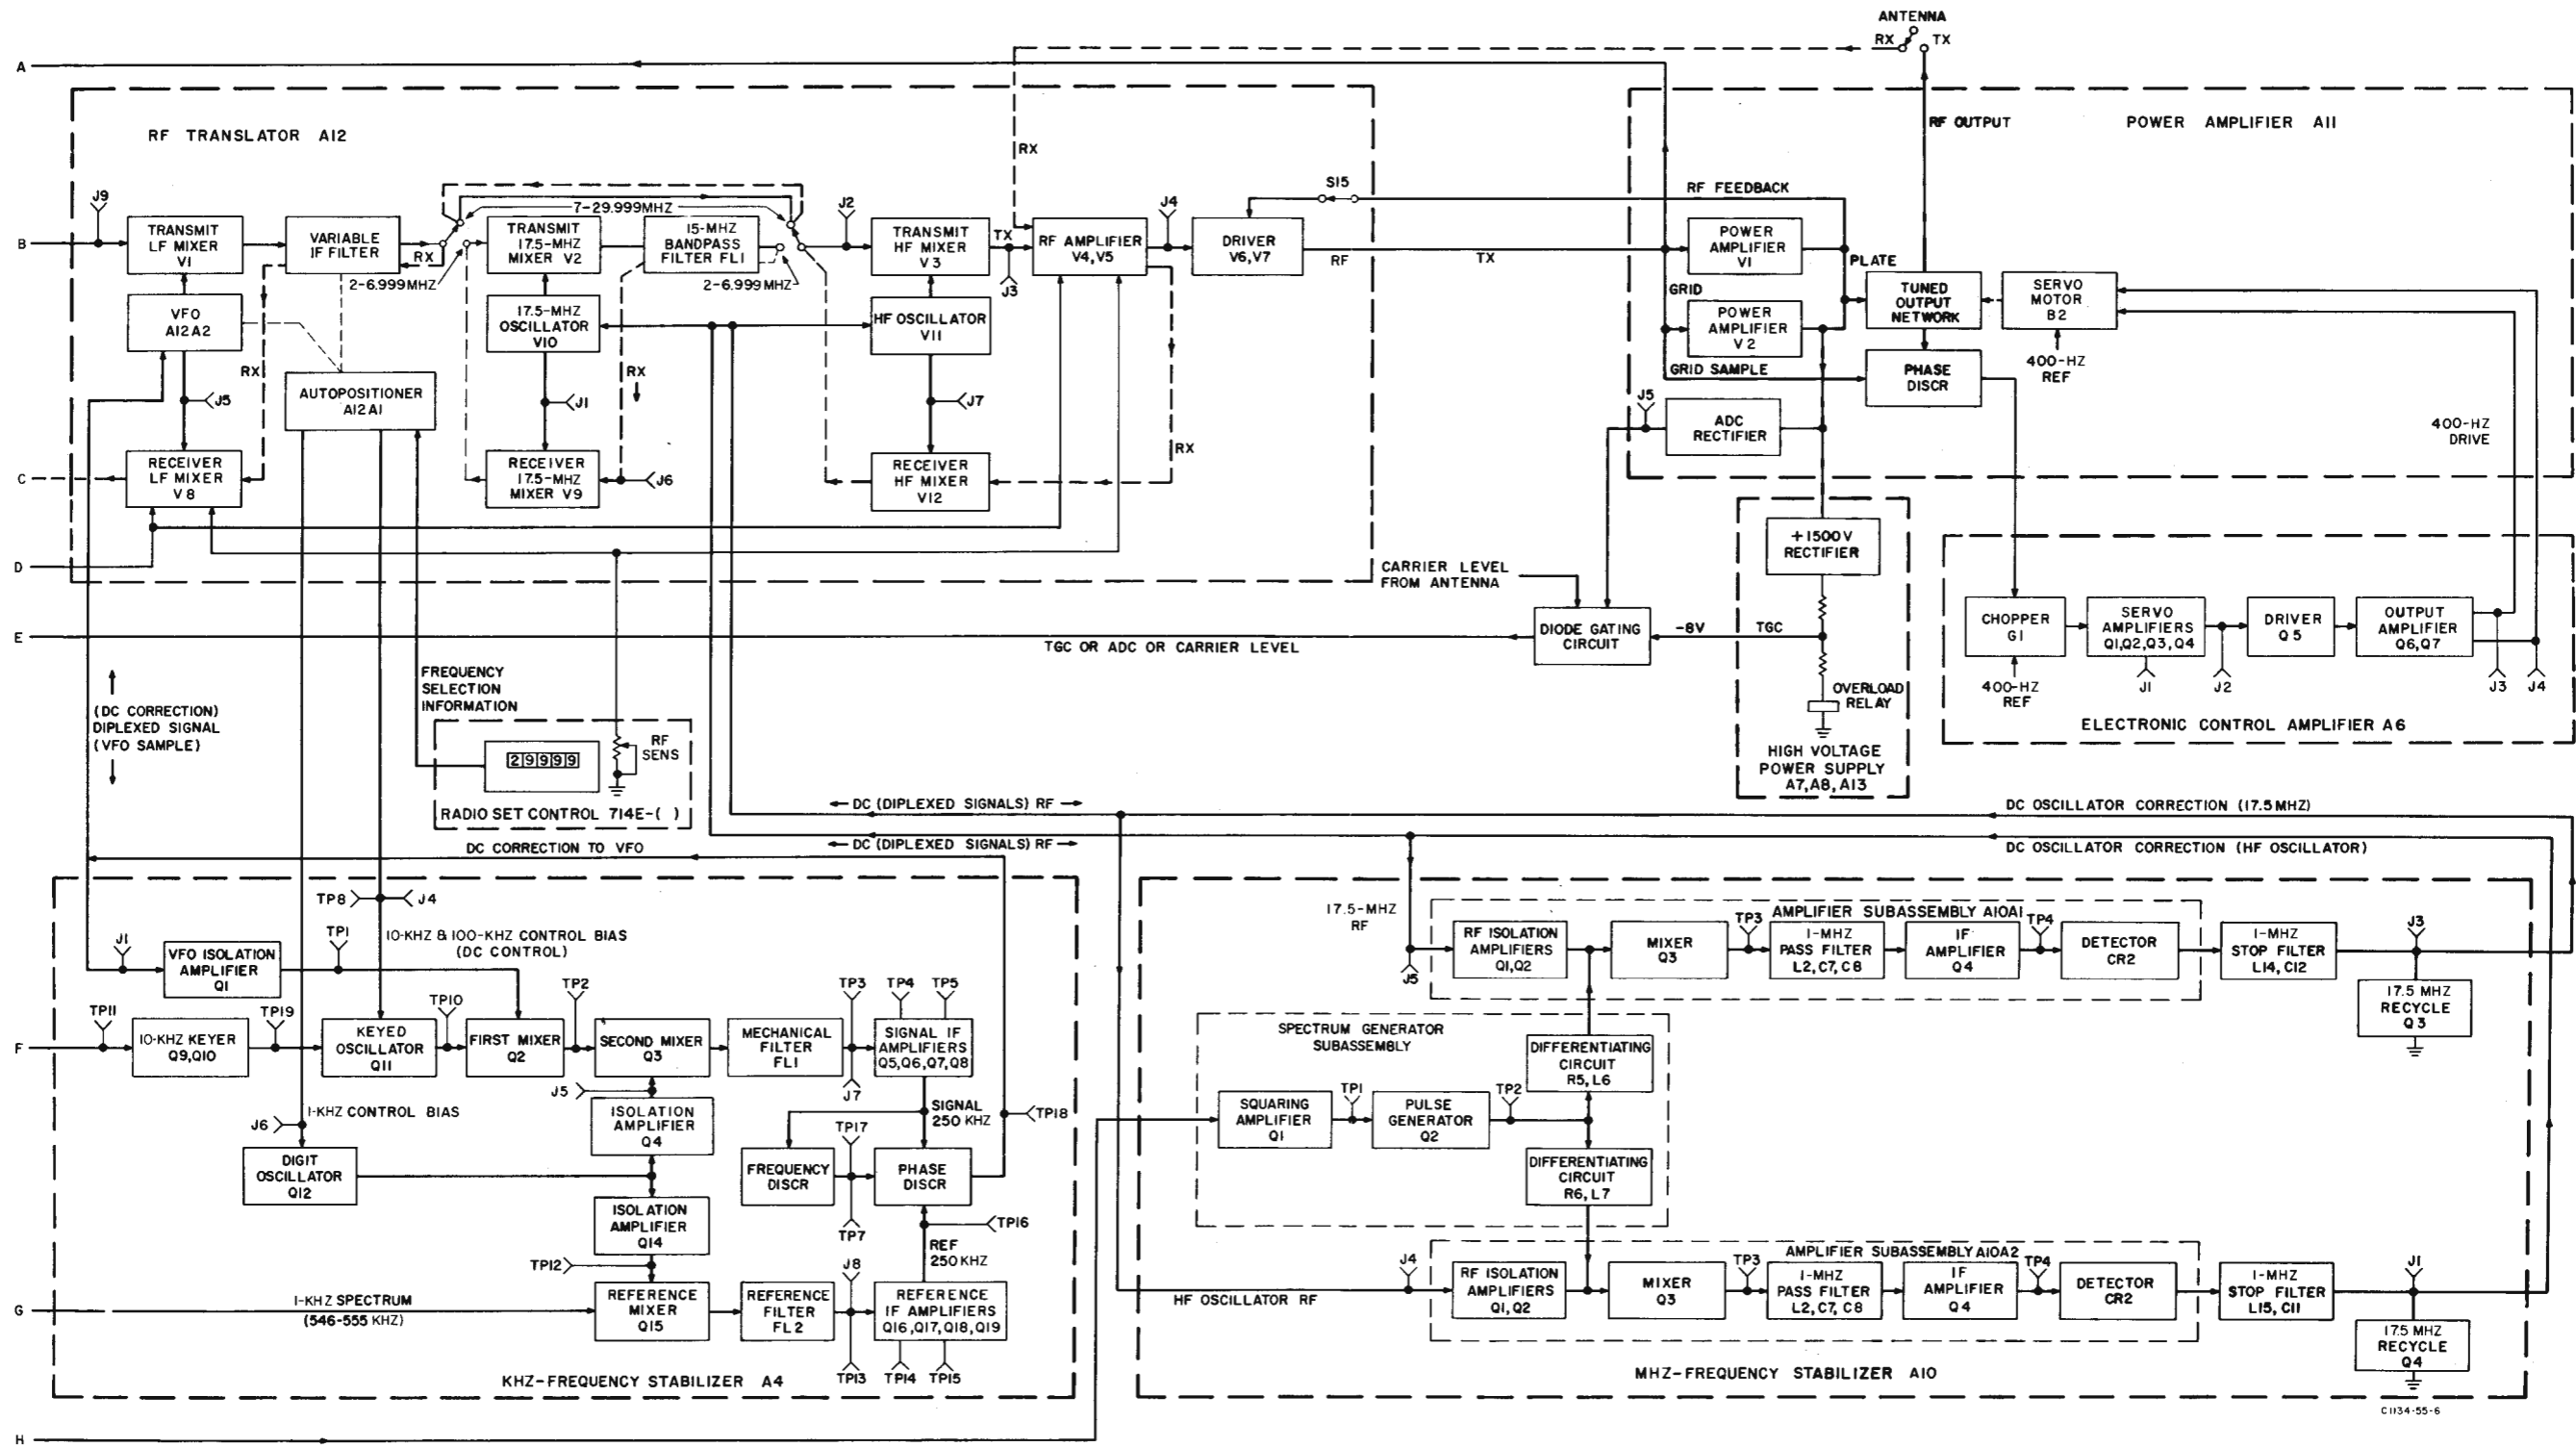 ANTENNA
RX
TX
A
RF TRANSLATOR A12
RX
RF OUTPUT
POWER AMPLIFIER A11
J9
7-29.999MHZ
J2
J4
S15
RF FEEDBACK
B
TRANSMIT
LF MIXER
V1
VARIABLE
IF FILTER
RX
TRANSMIT
17.5-MHZ
MIXER V2
15-MHZ
BANDPASS
FILTER FL1
TRANSMIT
HF MIXER
V3
TX
J3
RF AMPLIFIER
V4,V5
DRIVER
V6,V7
RF
TX
POWER
AMPLIFIER
V1
PLATE
2-6.999MHZ
2-6.999MHZ
GRID
VFO
A12A2
17.5-MHZ
OSCILLATOR
V10
HF OSCILLATOR
V11
POWER
AMPLIFIER
V2
TUNED
OUTPUT
NETWORK
SERVO
MOTOR
B2
400-HZ
REF
GRID SAMPLE
PHASE
DISCR
RX
RX
AUTOPOSITIONER
A12A1
J5
J1
J7
J5
ADC
RECTIFIER
400-HZ
DRIVE
RX
C
RECEIVER
LF MIXER
V8
RECEIVER
17.5-MHZ
MIXER V9
J6
RECEIVER
HF MIXER
V12
+1500V
RECTIFIER
D
CARRIER LEVEL
FROM ANTENNA
E
TGC OR ADC OR CARRIER LEVEL
DIODE GATING
CIRCUIT
-8V
TGC
CHOPPER
G1
SERVO
AMPLIFIERS
Q1,Q2,Q3,Q4
DRIVER
Q5
OUTPUT
AMPLIFIER
Q6,Q7
400-HZ
REF
J1
J2
J3
J4
OVERLOAD
RELAY
ELECTRONIC CONTROL AMPLIFIER A6
HIGH VOLTAGE
POWER SUPPLY
A7,A8,A13
FREQUENCY
SELECTION
INFORMATION
(DC CORRECTION)
DIPLEXED SIGNAL
(VFO SAMPLE)
29999
RF
SENS
RADIO SET CONTROL 714E-( )
DC (DIPLEXED SIGNALS) RF
DC OSCILLATOR CORRECTION (17.5MHZ)
DC CORRECTION TO VFO
DC (DIPLEXED SIGNALS) RF
DC OSCILLATOR CORRECTION (HF OSCILLATOR)
TP8
J4
10-KHZ & 100-KHZ CONTROL BIAS
(DC CONTROL)
J1
VFO ISOLATION
AMPLIFIER
Q1
TP1
17.5-MHZ
RF
AMPLIFIER SUBASSEMBLY A10A1
J5
RF ISOLATION
AMPLIFIERS
Q1,Q2
MIXER
Q3
TP3
1-MHZ
PASS FILTER
L2, C7, C8
IF
AMPLIFIER
Q4
TP4
DETECTOR
CR2
1-MHZ
STOP FILTER
L14, C12
J3
17.5 MHZ
RECYCLE
Q3
F
TP11
10-KHZ KEYER
Q9,Q10
TP19
KEYED
OSCILLATOR
Q11
TP10
FIRST MIXER
Q2
TP2
SECOND MIXER
Q3
MECHANICAL
FILTER
FL1
TP3
J7
TP4
TP5
SIGNAL IF
AMPLIFIERS
Q5,Q6,Q7,Q8
SPECTRUM GENERATOR
SUBASSEMBLY
DIFFERENTIATING
CIRCUIT
R5, L6
J5
ISOLATION
AMPLIFIER
Q4
SIGNAL
250 KHZ
TP18
SQUARING
AMPLIFIER
Q1
TP1
PULSE
GENERATOR
Q2
TP2
J6
1-KHZ CONTROL BIAS
DIGIT
OSCILLATOR
Q12
TP17
FREQUENCY
DISCR
PHASE
DISCR
TP7
TP16
DIFFERENTIATING
CIRCUIT
R6, L7
ISOLATION
AMPLIFIER
Q14
TP12
REF
250 KHZ
J8
G
1-KHZ SPECTRUM
(546-555 KHZ)
REFERENCE
MIXER
Q15
REFERENCE
FILTER
FL2
REFERENCE
IF AMPLIFIERS
Q16,Q17,Q18,Q19
TP13
TP14
TP15
KHZ-FREQUENCY STABILIZER A4
HF OSCILLATOR RF
J4
AMPLIFIER SUBASSEMBLY A10A2
RF ISOLATION
AMPLIFIERS
Q1, Q2
MIXER
Q3
TP3
1-MHZ
PASS FILTER
L2, C7, C8
IF
AMPLIFIER
Q4
TP4
DETECTOR
CR2
1-MHZ
STOP FILTER
L15, C11
J1
17.5 MHZ
RECYCLE
Q4
MHZ-FREQUENCY STABILIZER A10
C1134-55-6
H